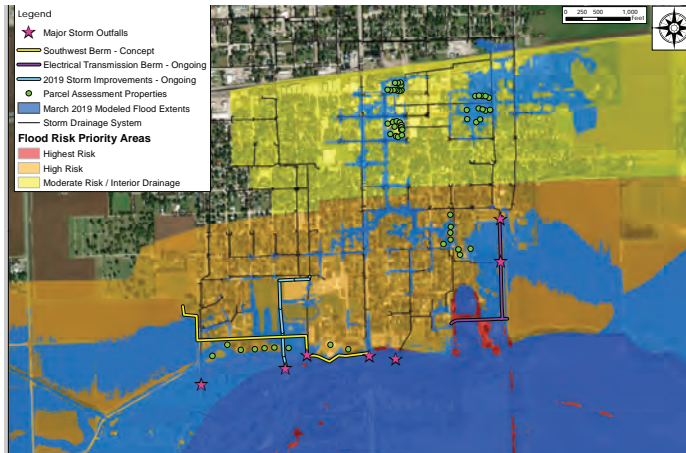 Legend
Major Storm Outfalls
Southwest Berm - Concept
Electrical Transmission Berm - Ongoing
2019 Storm Improvements - Ongoing
Parcel Assessment Properties
March 2019 Modeled Flood Extents
Storm Drainage System
Flood Risk Priority Areas
Highest Risk
High Risk
Moderate Risk / Interior Drainage
0 250 500 1,000
Feet